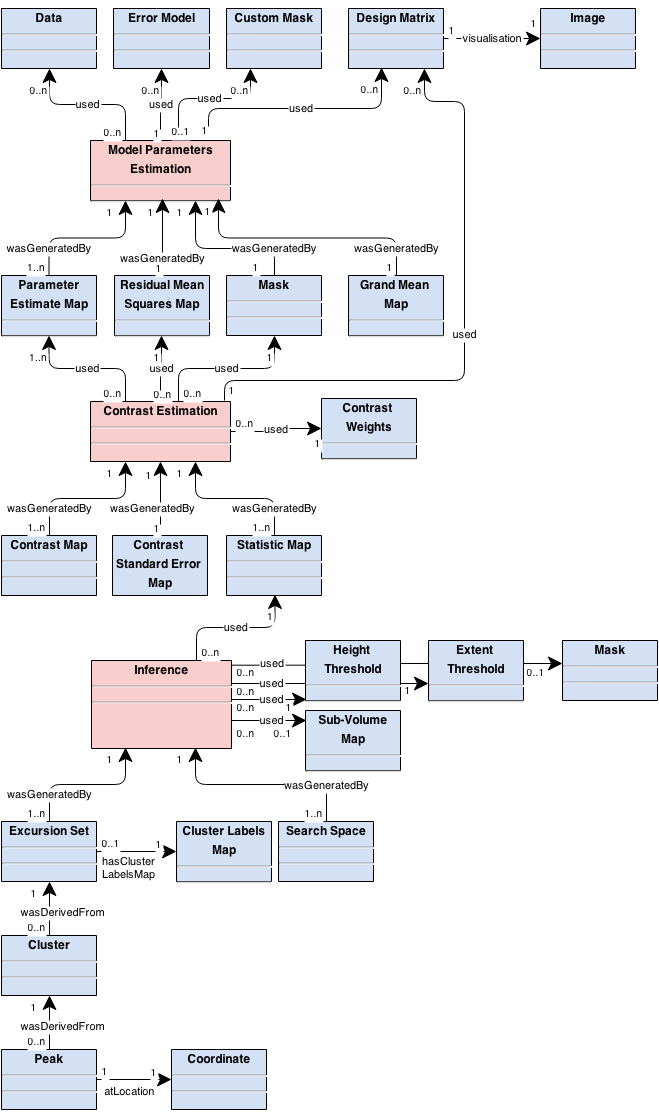 Data
Error Model
Custom Mask
Design Matrix
Image
1
visualisation
1
0..n
0..n
0..n
0..n
0..n
used
used
used
used
0..n
1
0..1
1
Model Parameters
Estimation
1
1
1
1
wasGeneratedBy
wasGeneratedBy
wasGeneratedBy
wasGeneratedBy
1..n
1
1
1
Parameter
Estimate Map
Residual Mean
Squares Map
Mask
Grand Mean
Map
used
1..n
1
1
used
used
used
0..n
0..n
0..n
1
Contrast Estimation
0..n
used
1
Contrast
Weights
1
1
1
wasGeneratedBy
wasGeneratedBy
wasGeneratedBy
1..n
1
1..n
Contrast Map
Contrast
Standard Error
Map
Statistic Map
1
used
0..n
Inference
used
0..n
used
0..n
used
0..n
1
used
0..n
0..1
Height
Threshold
1
Extent
Threshold
0..1
Mask
Sub-Volume
Map
1
1
wasGeneratedBy
wasGeneratedBy
1..n
1..n
Excursion Set
0..1
1
hasCluster
LabelsMap
Cluster Labels
Map
Search Space
1
wasDerivedFrom
0..n
Cluster
1
wasDerivedFrom
0..n
Peak
1
1
atLocation
Coordinate